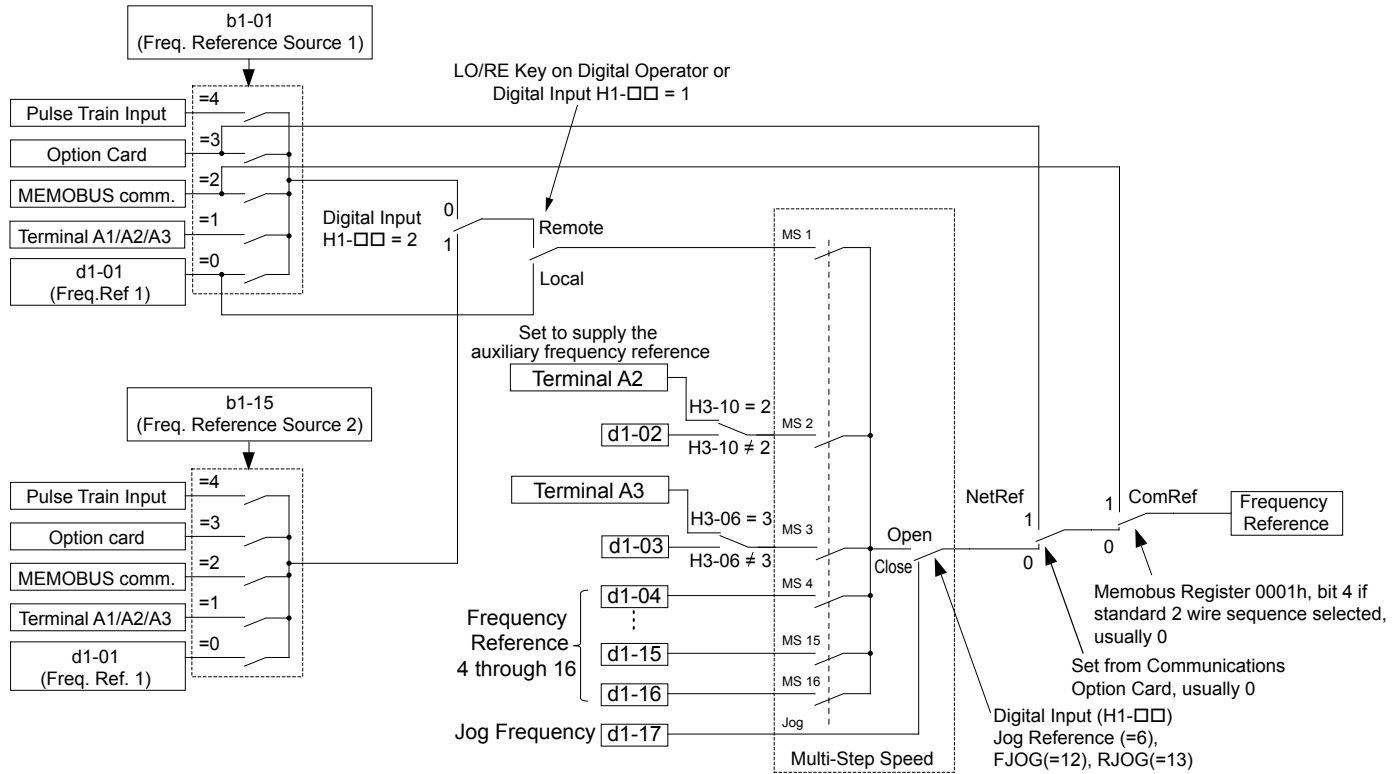 b1-01
(Freq. Reference Source 1)
=4
Pulse Train Input
=3
Option Card
=2
MEMOBUS comm.
=1
Terminal A1/A2/A3
=0
d1-01
(Freq.Ref 1)
LO/RE Key on Digital Operator or
Digital Input H1-□□ = 1
Digital Input
H1-□□ = 2
0
1
Remote
Local
MS 1
Set to supply the
auxiliary frequency reference
Terminal A2
H3-10 = 2
d1-02
H3-10 ≠ 2
MS 2
Terminal A3
H3-06 = 3
d1-03
H3-06 ≠ 3
MS 3
Frequency
Reference
4 through 16
d1-04
MS 4
d1-15
MS 15
d1-16
MS 16
Jog Frequency
d1-17
Jog
Multi-Step Speed
b1-15
(Freq. Reference Source 2)
=4
Pulse Train Input
=3
Option card
=2
MEMOBUS comm.
=1
Terminal A1/A2/A3
=0
d1-01
(Freq. Ref. 1)
Open
Close
NetRef
1
0
ComRef
1
0
Frequency
Reference
Memobus Register 0001h, bit 4 if
standard 2 wire sequence selected,
usually 0
Set from Communications
Option Card, usually 0
Digital Input (H1-□□)
Jog Reference (=6),
FJOG(=12), RJOG(=13)